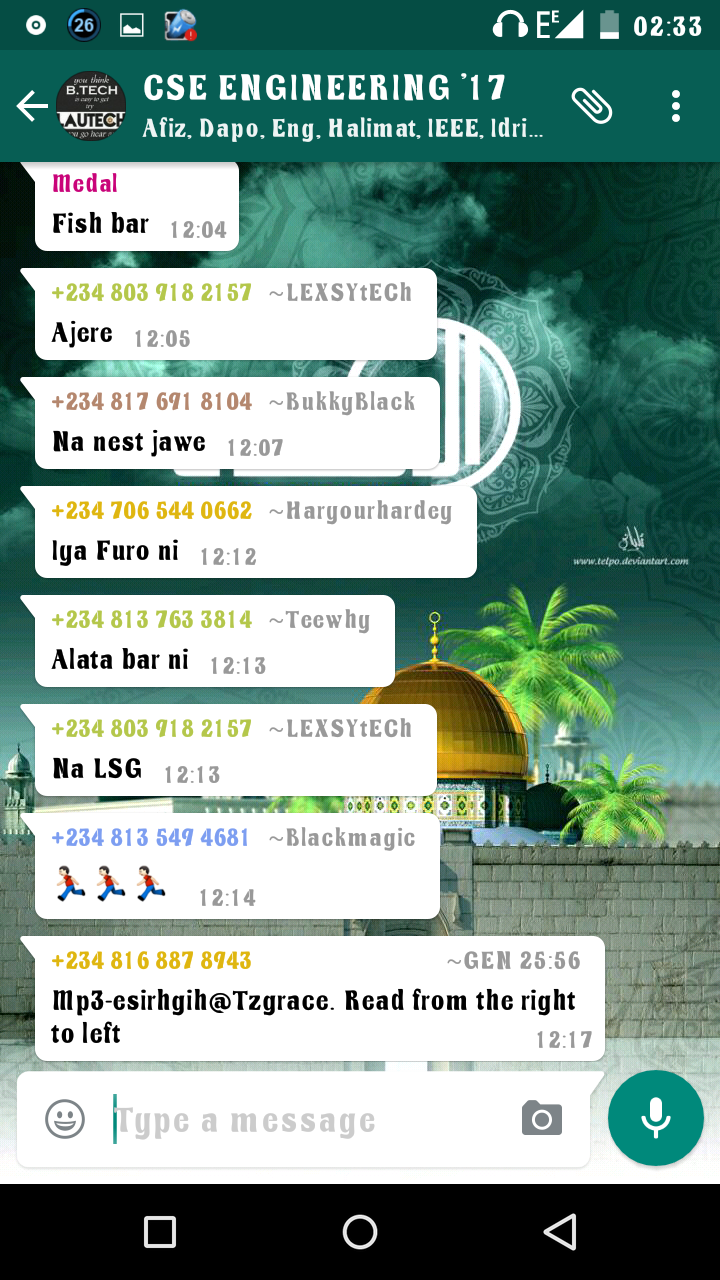 26
E
E
02:33
you think
B.TECH
is easy to get
try
LAUTECH
CSE ENGINEERING '17
Afiz, Dapo, Eng, Halimat, IEEE, Idri...
Medal
Fish bar 12:04
+234 803 918 2157 ~LEXSYtECh
Ajere 12:05
+234 817 691 8104 ~BukkyBlack
Na nest jawe 12:07
+234 706 544 0662 ~Haryourhardey
Iya Furo ni 12:12
www.telpo.deviantart.com
+234 813 763 3814 ~Teewhy
Alata bar ni 12:13
+234 803 918 2157 ~LEXSYtECh
Na LSG 12:13
+234 813 549 4681 ~Blackmagic
🏃🏃🏃 12:14
+234 816 887 8943 ~GEN 25:56
Mp3-esirhgih@Tzgrace. Read from the right
to left 12:17
Type a message